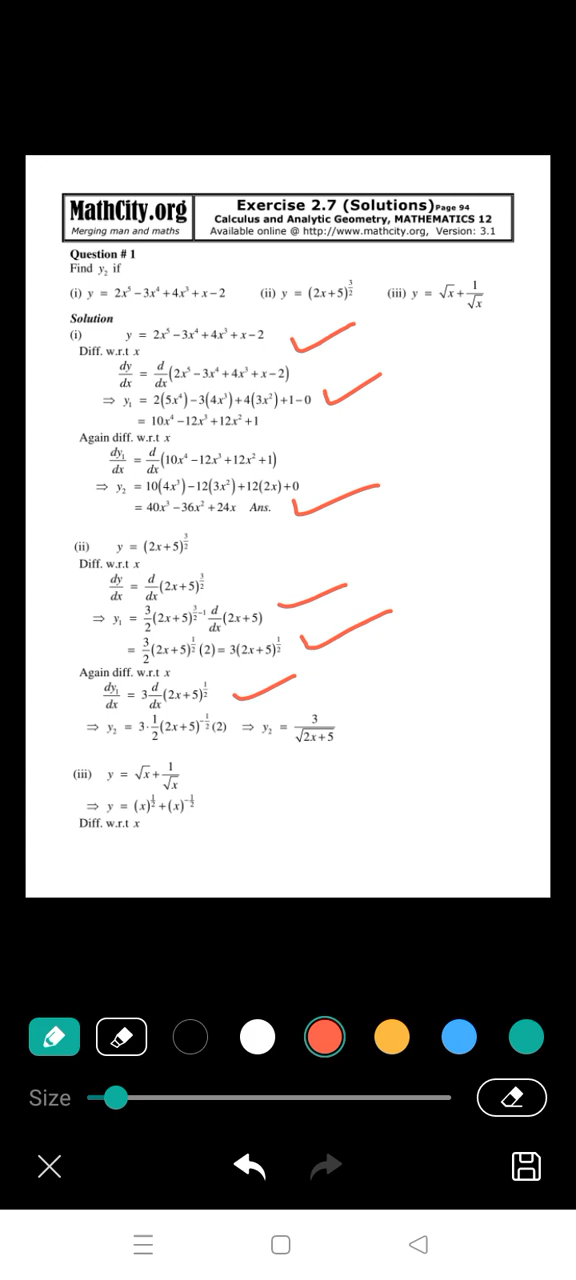 MathCity.org
Merging man and maths
Exercise 2.7 (Solutions) Page 94
Calculus and Analytic Geometry, MATHEMATICS 12
Available online @ http://www.mathcity.org, Version: 3.1
Question # 1
Find y₂ if
(i) y = 2x⁵ − 3x⁴ + 4x³ + x − 2 (ii) y = (2x+5)^(3/2) (iii) y = √x + 1/√x
Solution
(i) y = 2x⁵ − 3x⁴ + 4x³ + x − 2
Diff. w.r.t x
dy/dx = d/dx (2x⁵ − 3x⁴ + 4x³ + x − 2)
⇒ y₁ = 2(5x⁴) − 3(4x³) + 4(3x²) + 1 − 0
= 10x⁴ − 12x³ + 12x² + 1
Again diff. w.r.t x
dy₁/dx = d/dx (10x⁴ − 12x³ + 12x² + 1)
⇒ y₂ = 10(4x³) − 12(3x²) + 12(2x) + 0
= 40x³ − 36x² + 24x Ans.
(ii) y = (2x+5)^(3/2)
Diff. w.r.t x
dy/dx = d/dx (2x+5)^(3/2)
⇒ y₁ = 3/2 (2x+5)^(3/2−1) d/dx (2x+5)
= 3/2 (2x+5)^(1/2) (2) = 3(2x+5)^(1/2)
Again diff. w.r.t x
dy₁/dx = 3 d/dx (2x+5)^(1/2)
⇒ y₂ = 3·1/2 (2x+5)^(−1/2) (2) ⇒ y₂ = 3/√(2x+5)
(iii) y = √x + 1/√x
⇒ y = (x)^(1/2) + (x)^(−1/2)
Diff. w.r.t x
Size